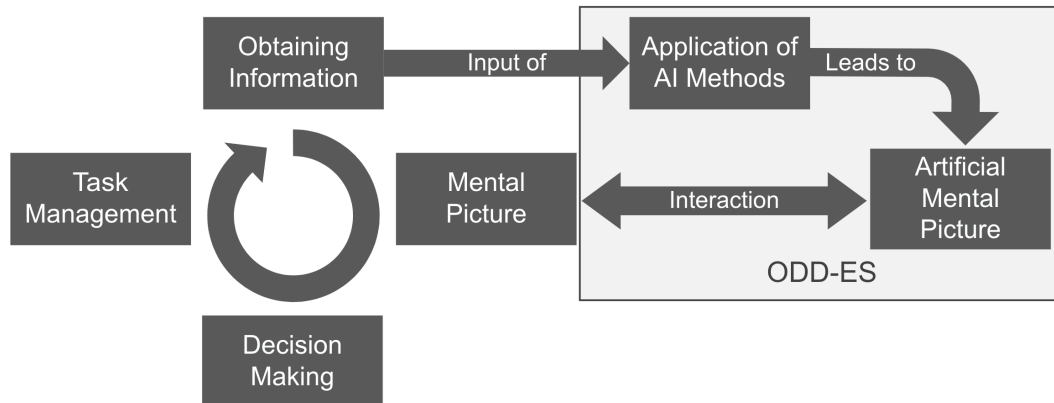 Obtaining
Information
Input of
Application of
AI Methods
Leads to
Task
Management
Mental
Picture
Interaction
Artificial
Mental
Picture
ODD-ES
Decision
Making